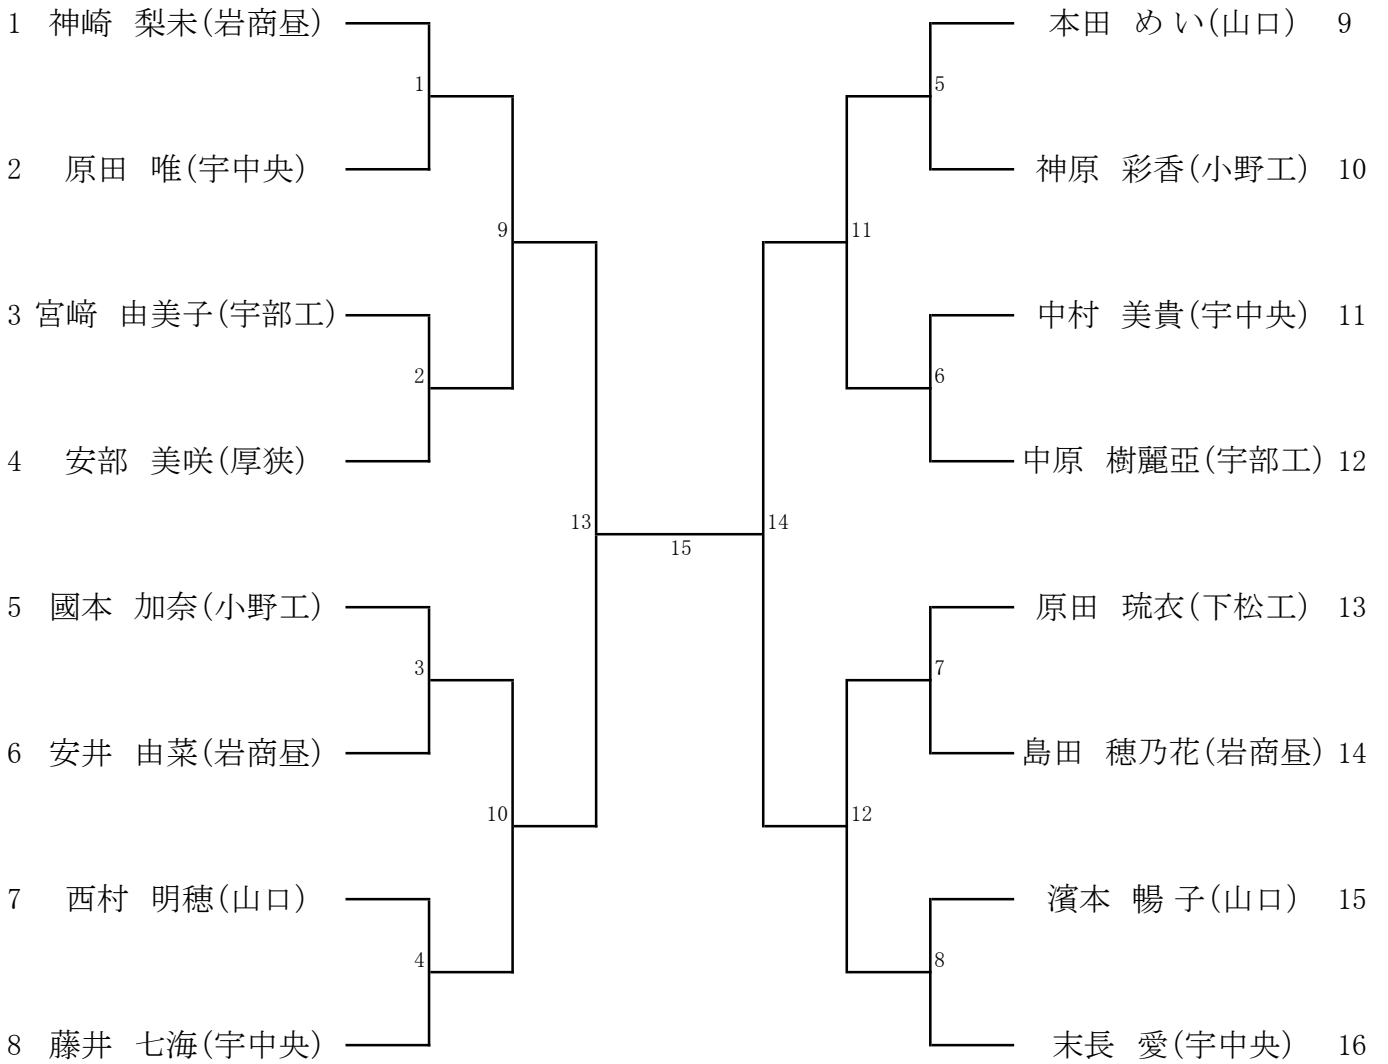 1 神崎 梨未(岩商昼)
2 原田 唯(宇中央)
3 宮﨑 由美子(宇部工)
4 安部 美咲(厚狭)
5 國本 加奈(小野工)
6 安井 由菜(岩商昼)
7 西村 明穂(山口)
8 藤井 七海(宇中央)
1
2
3
4
9
10
13
15
14
11
12
5
6
7
8
本田 めい(山口) 9
神原 彩香(小野工) 10
中村 美貴(宇中央) 11
中原 樹麗亞(宇部工) 12
原田 琉衣(下松工) 13
島田 穂乃花(岩商昼) 14
濱本 暢子(山口) 15
末長 愛(宇中央) 16